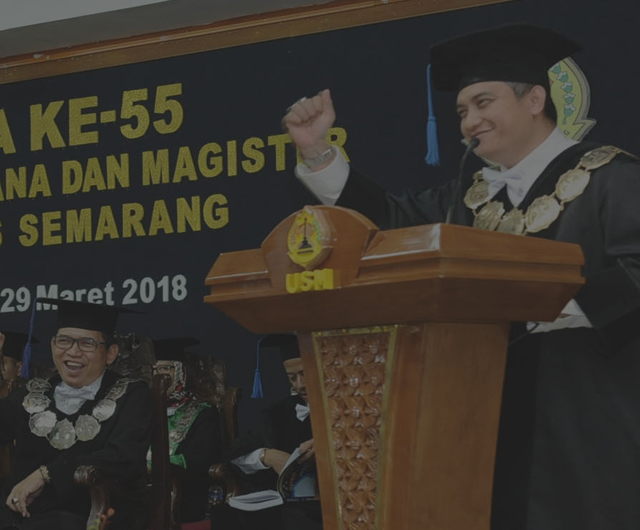 A KE-55
ANA DAN MAGISTER
S SEMARANG
29 Maret 2018
USM